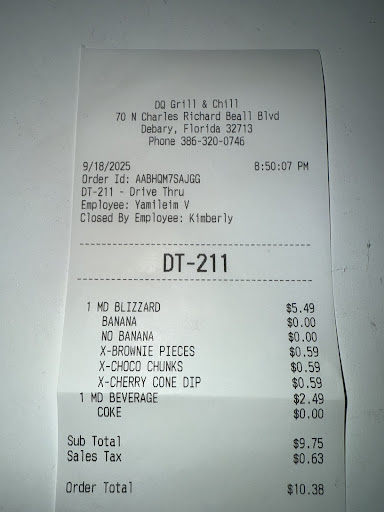 DQ Grill & Chill
70 N Charles Richard Beall Blvd
Debary, Florida 32713
Phone 386-320-0746
9/18/2025 8:50:07 PM
Order Id: AABHQM7SAJGG
DT-211 - Drive Thru
Employee: Yamileim V
Closed By Employee: Kimberly
DT-211
1 MD BLIZZARD $5.49
BANANA $0.00
NO BANANA $0.00
X-BROWNIE PIECES $0.59
X-CHOCO CHUNKS $0.59
X-CHERRY CONE DIP $0.59
1 MD BEVERAGE $2.49
COKE $0.00
Sub Total $9.75
Sales Tax $0.63
Order Total $10.38